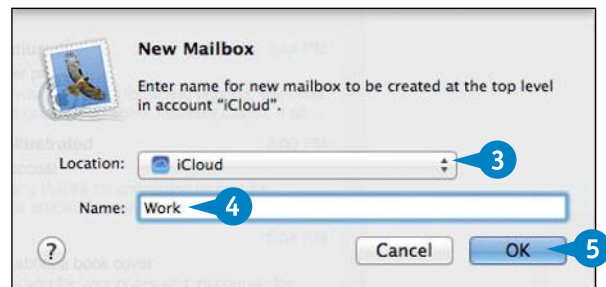 New Mailbox
Enter name for new mailbox to be created at the top level
in account “iCloud”.
Location: iCloud 3
Name: Work 4
? Cancel OK 5